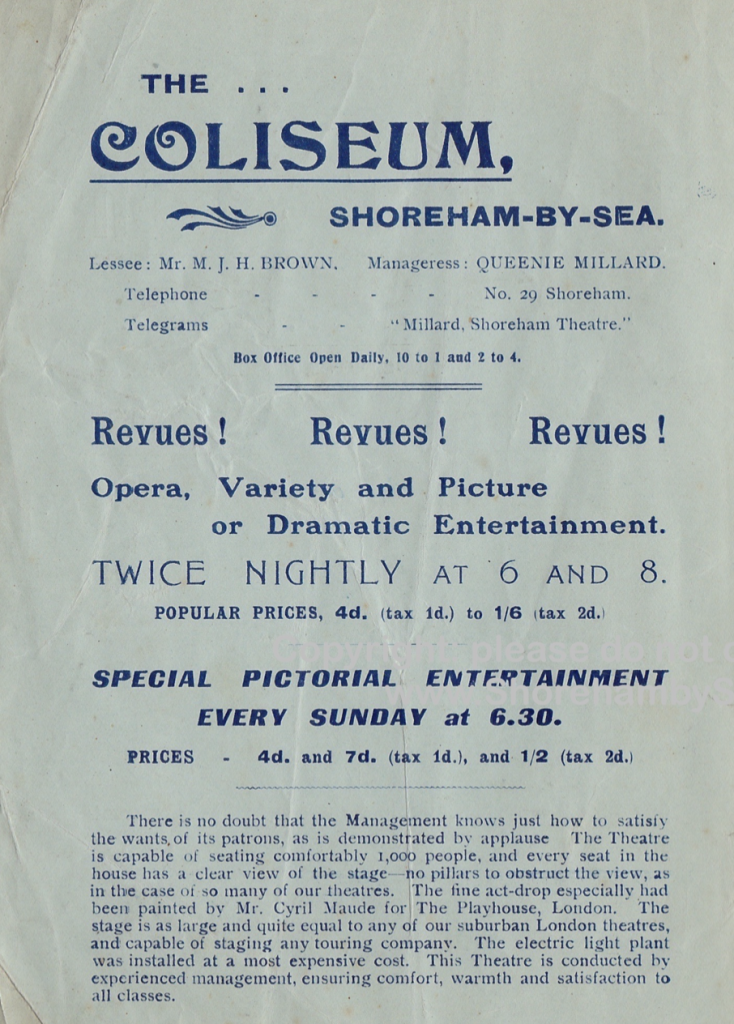 THE ...
COLISEUM,
SHOREHAM-BY-SEA.
Lessee: Mr. M. J. H. BROWN. Manageress: QUEENIE MILLARD.
Telephone - - - - No. 29 Shoreham.
Telegrams - - "Millard, Shoreham Theatre."
Box Office Open Daily, 10 to 1 and 2 to 4.
Revues! Revues! Revues!
Opera, Variety and Picture
or Dramatic Entertainment.
TWICE NIGHTLY AT 6 AND 8.
POPULAR PRICES, 4d. (tax 1d.) to 1/6 (tax 2d.)
Copyright, please do not
SPECIAL PICTORIAL ENTERTAINMENT
EVERY SUNDAY at 6.30.
PRICES - 4d. and 7d. (tax 1d.), and 1/2 (tax 2d.)
There is no doubt that the Management knows just how to satisfy
the wants of its patrons, as is demonstrated by applause The Theatre
is capable of seating comfortably 1,000 people, and every seat in the
house has a clear view of the stage—no pillars to obstruct the view, as
in the case of so many of our theatres. The fine act-drop especially had
been painted by Mr. Cyril Maude for The Playhouse, London. The
stage is as large and quite equal to any of our suburban London theatres,
and capable of staging any touring company. The electric light plant
was installed at a most expensive cost. This Theatre is conducted by
experienced management, ensuring comfort, warmth and satisfaction to
all classes.